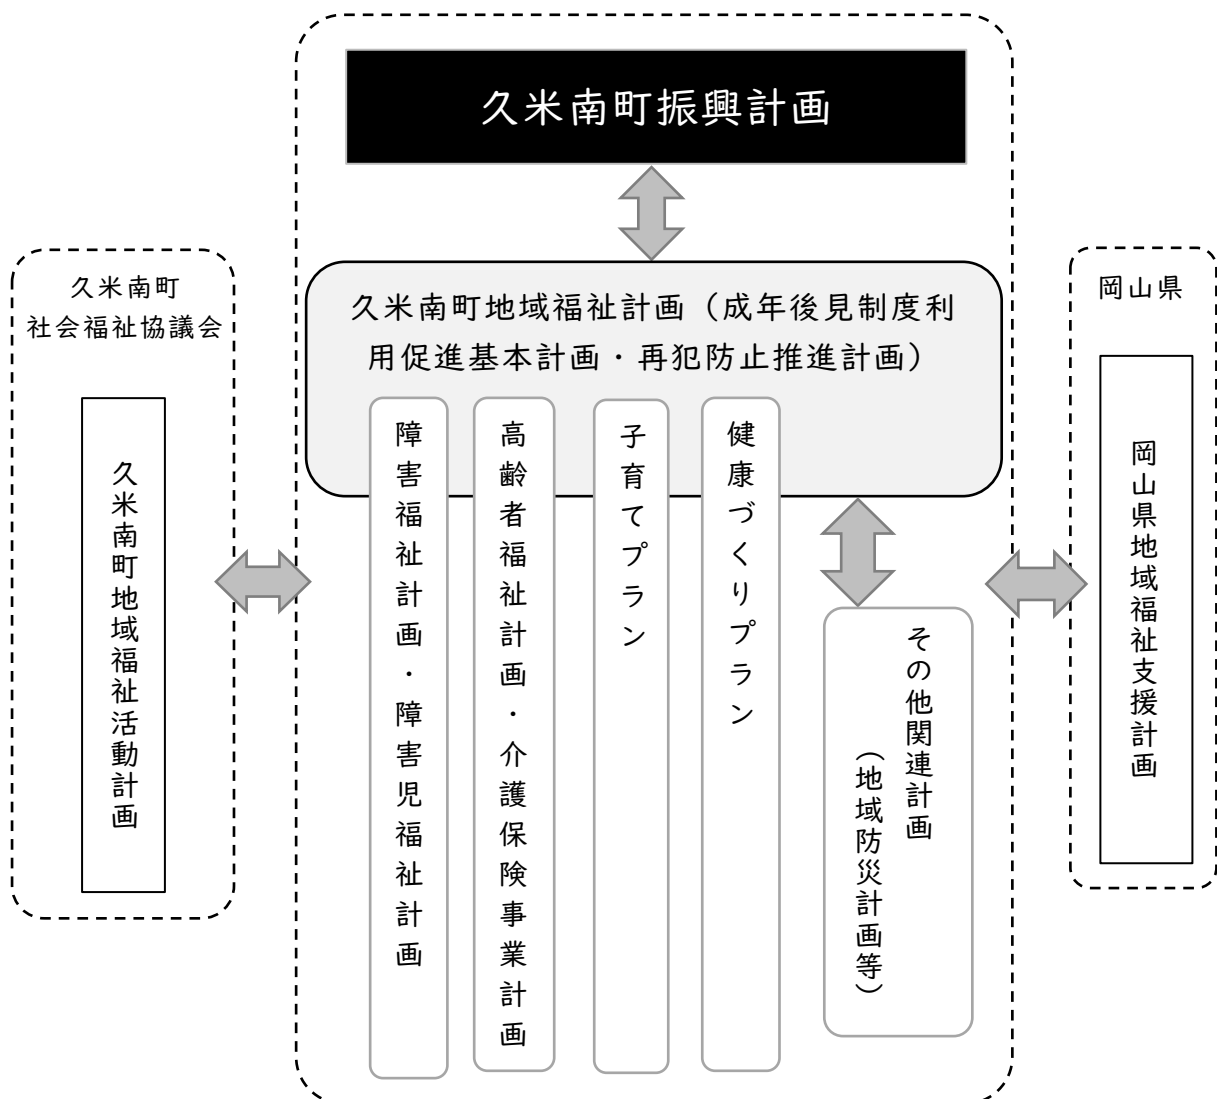 久米南町振興計画
久米南町
社会福祉協議会
久米南町地域福祉活動計画
久米南町地域福祉計画（成年後見制度利
用促進基本計画・再犯防止推進計画）
障害福祉計画・障害児福祉計画
高齢者福祉計画・介護保険事業計画
子育てプラン
健康づくりプラン
その他関連計画
（地域防災計画等）
岡山県
岡山県地域福祉支援計画